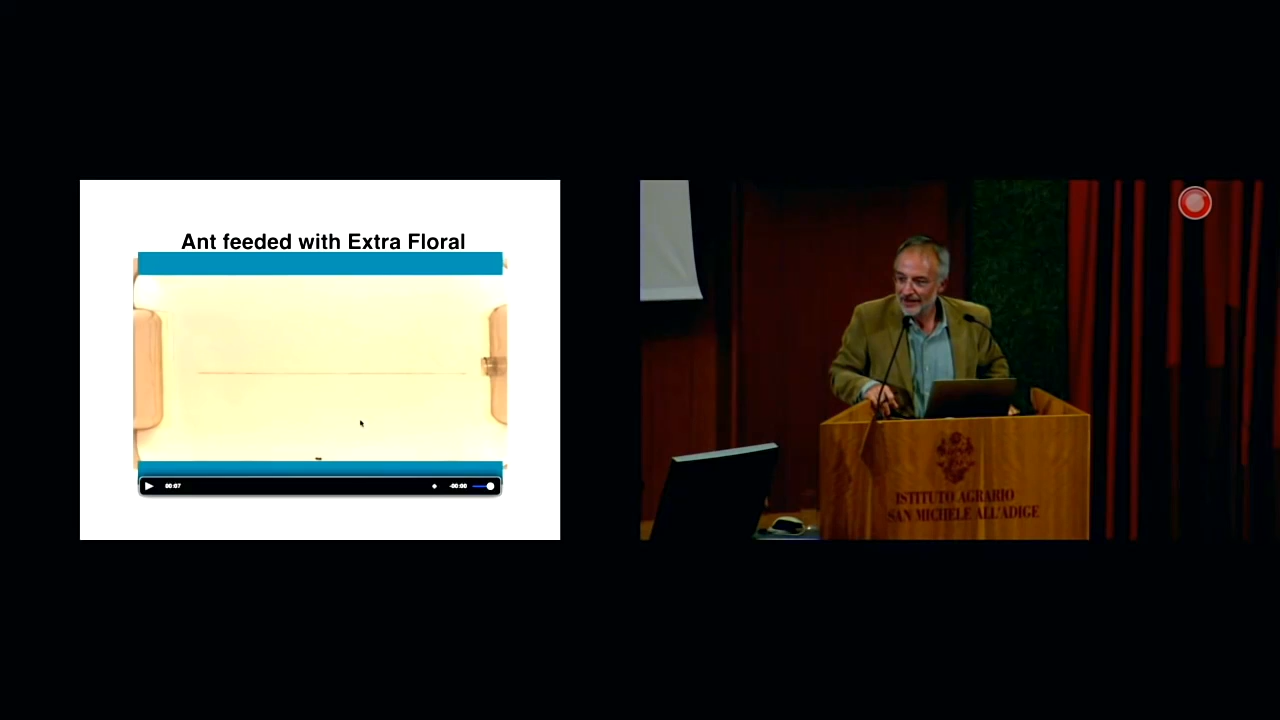 Ant feeded with Extra Floral
00:07
-00:00
ISTITUTO AGRARIO
SAN MICHELE ALL'ADIGE